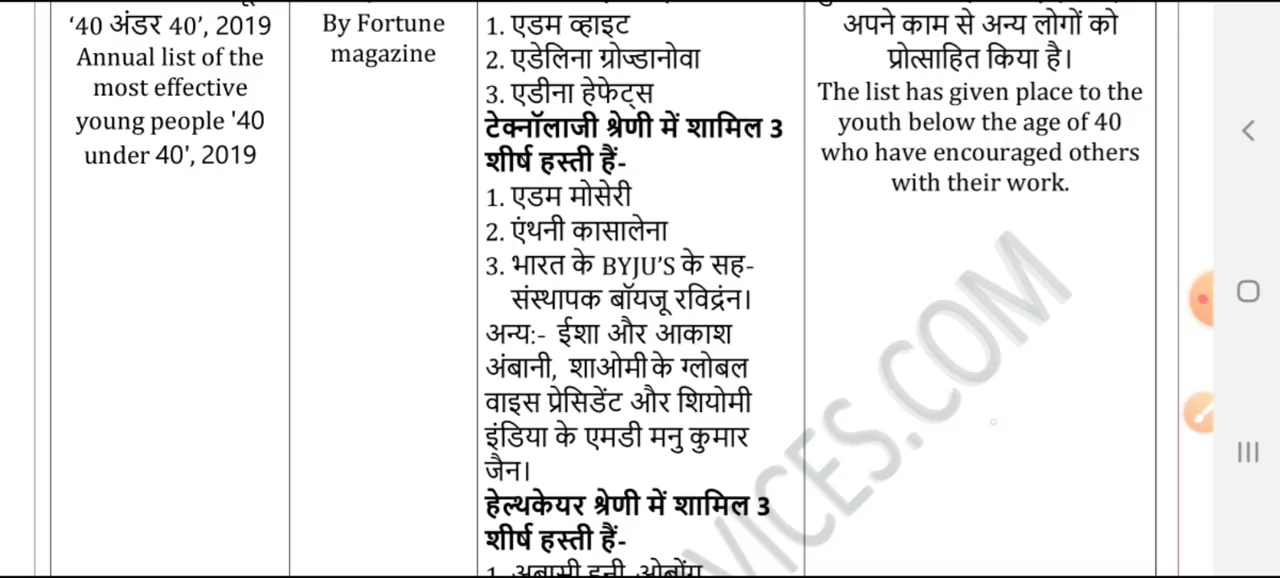 '40 अंडर 40', 2019
Annual list of the
most effective
young people '40
under 40', 2019
By Fortune
magazine
1. एडम व्हाइट
2. एडेलिना ग्रोज्डानोवा
3. एडीना हेफेट्स
टेक्नॉलाजी श्रेणी में शामिल 3
शीर्ष हस्ती हैं-
1. एडम मोसेरी
2. एंथनी कासालेना
3. भारत के BYJU'S के सह-
संस्थापक बॉयजू रविद्रंन।
अन्य:- ईशा और आकाश
अंबानी, शाओमी के ग्लोबल
वाइस प्रेसिडेंट और शियोमी
इंडिया के एमडी मनु कुमार
जैन।
हेल्थकेयर श्रेणी में शामिल 3
शीर्ष हस्ती हैं-
अपने काम से अन्य लोगों को
प्रोत्साहित किया है।
The list has given place to the
youth below the age of 40
who have encouraged others
with their work.
VICES.COM